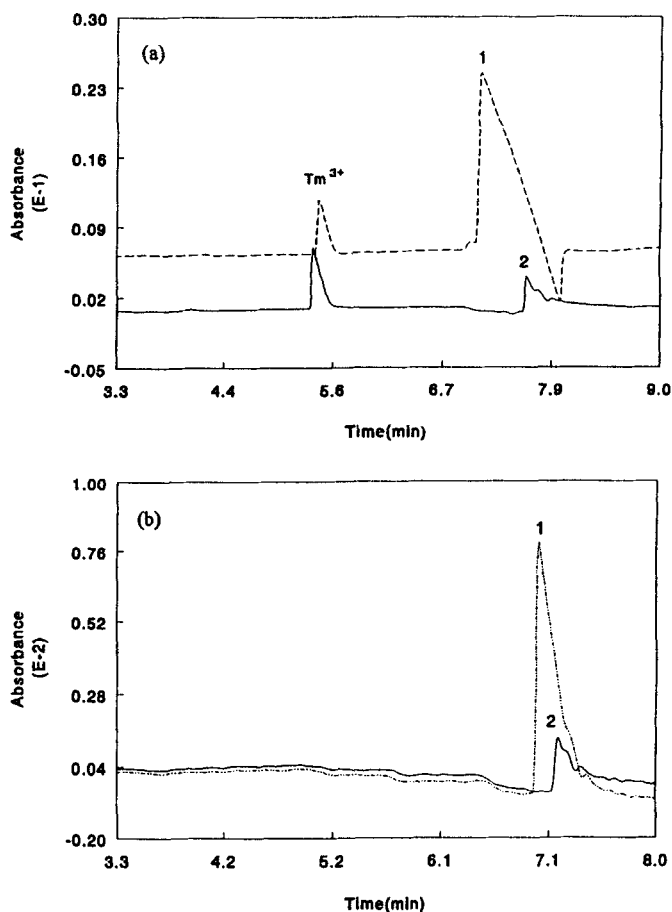 (a)
0.30
0.23
0.16
0.09
0.02
-0.05
Absorbance
(E-1)
Tm3+
1
2
3.3 4.4 5.6 6.7 7.9 9.0
Time(min)
(b)
1.00
0.76
0.52
0.28
0.04
-0.20
Absorbance
(E-2)
1
2
3.3 4.2 5.2 6.1 7.1 8.0
Time(min)